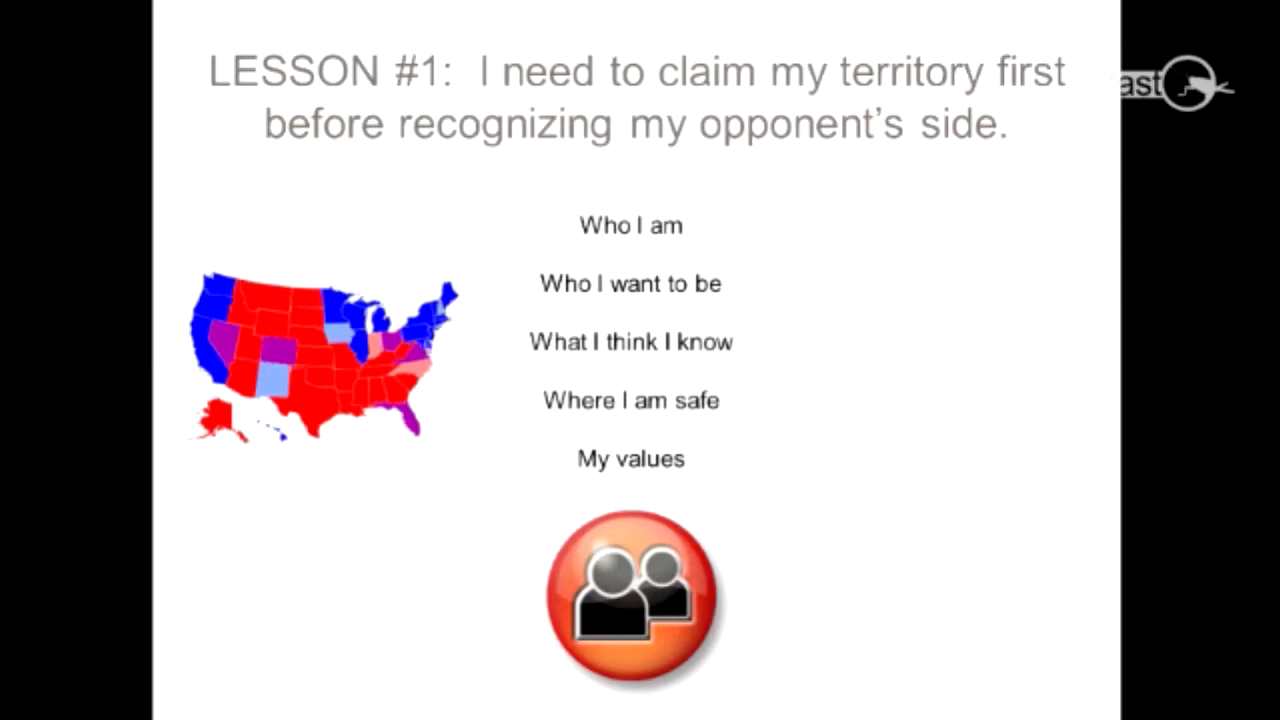 LESSON #1: I need to claim my territory first
before recognizing my opponent's side.
ast
Who I am
Who I want to be
What I think I know
Where I am safe
My values